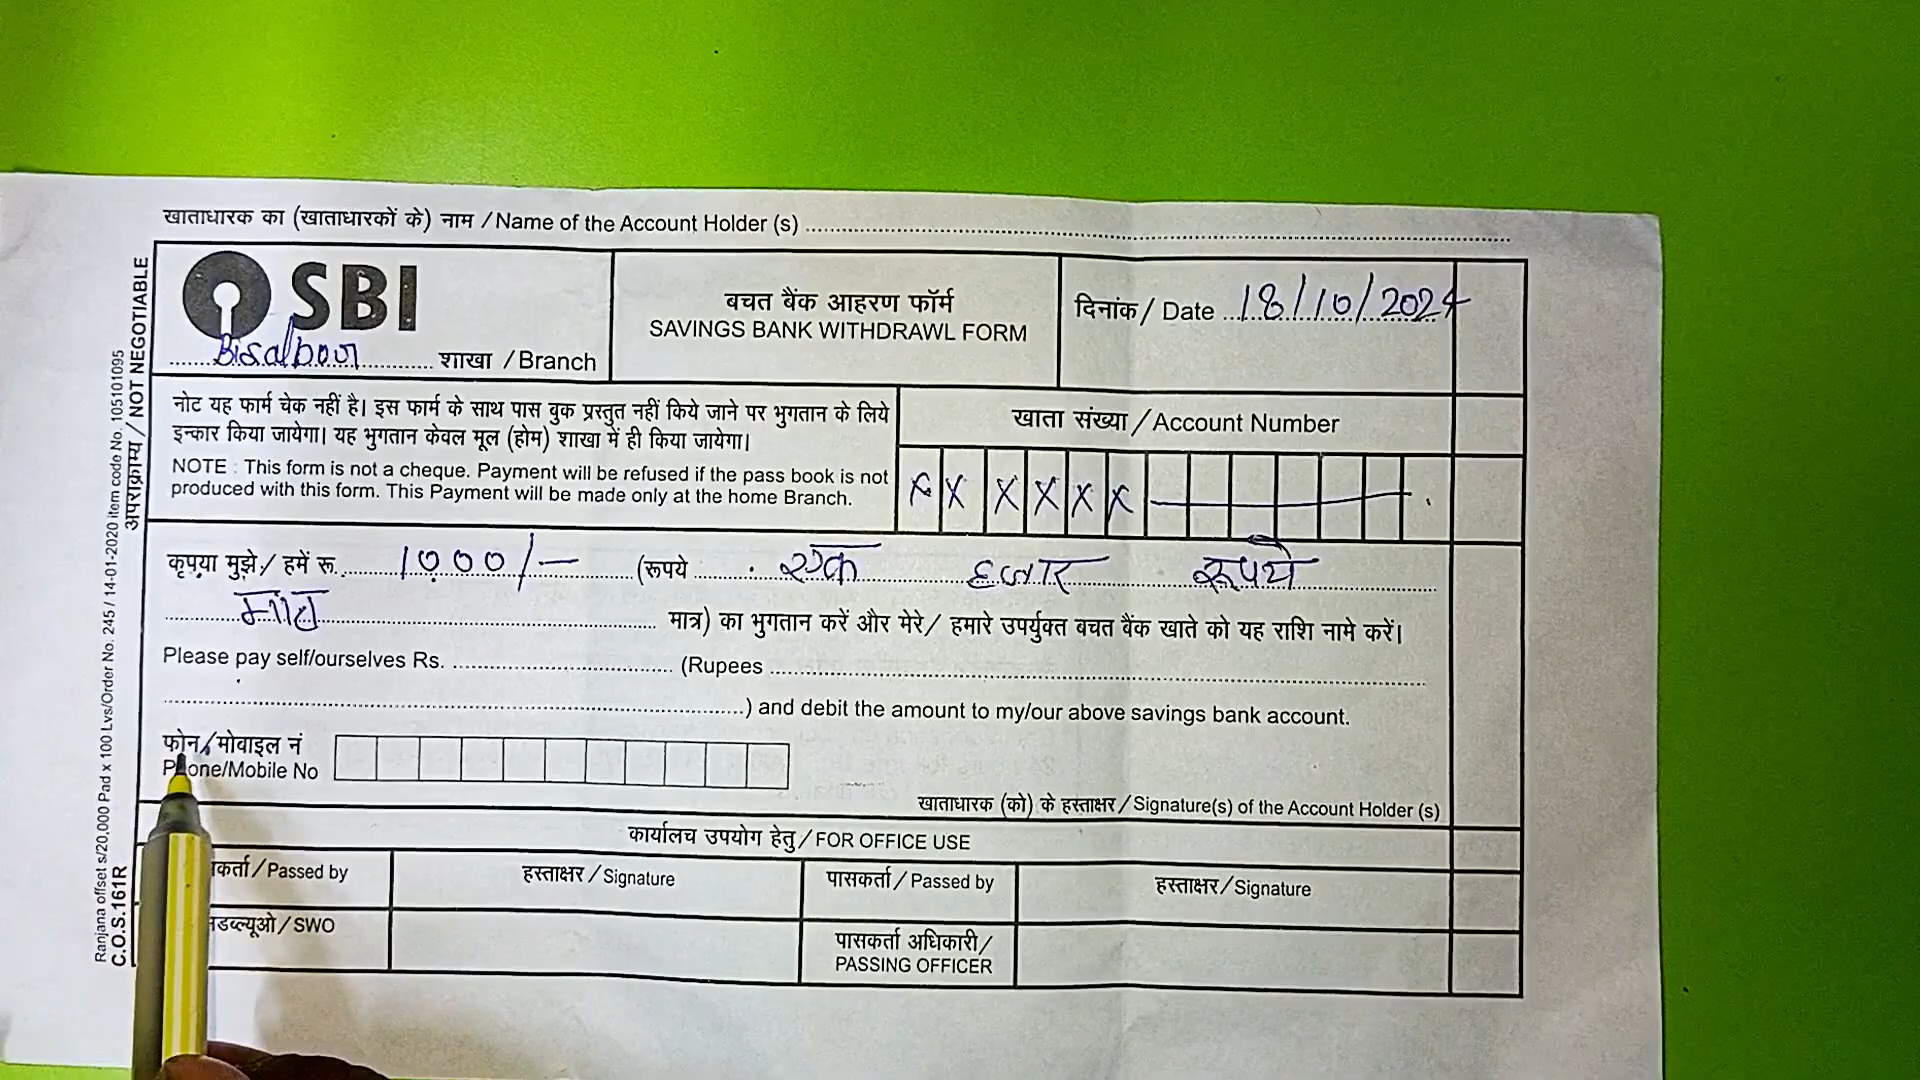 खाताधारक का (खाताधारकों के) नाम / Name of the Account Holder (s)
SBI
Bisalpur शाखा / Branch
बचत बैंक आहरण फॉर्म
SAVINGS BANK WITHDRAWL FORM
दिनांक / Date 18/10/2024
नोट यह फार्म चेक नहीं है। इस फार्म के साथ पास वुक प्रस्तुत नहीं किये जाने पर भुगतान के लिये
इन्कार किया जायेगा। यह भुगतान केवल मूल (होम) शाखा में ही किया जायेगा।
NOTE : This form is not a cheque. Payment will be refused if the pass book is not
produced with this form. This Payment will be made only at the home Branch.
खाता संख्या / Account Number
X X X X X X
कृपया मुझे / हमें रू. 1000/- (रूपये एक हजार रूपये
मात्र मात्र) का भुगतान करें और मेरे / हमारे उपर्युक्त बचत बैंक खाते को यह राशि नामे करें।
Please pay self/ourselves Rs. (Rupees
) and debit the amount to my/our above savings bank account.
फोन/मोवाइल नं
Phone/Mobile No
खाताधारक (को) के हस्ताक्षर / Signature(s) of the Account Holder (s)
कार्यालच उपयोग हेतु / FOR OFFICE USE
कर्ता / Passed by हस्ताक्षर / Signature पासकर्ता / Passed by हस्ताक्षर / Signature
डब्ल्यूओ / SWO
पासकर्ता अधिकारी /
PASSING OFFICER
अपराक्राम्य / NOT NEGOTIABLE
Ranjana offset s/20,000 Pad x 100 Lvs/Order No. 245 / 14-01-2020 item code No. 105101095
C.O.S.161R